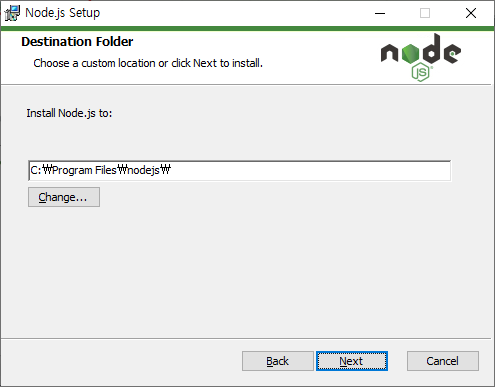 Node.js Setup
Destination Folder
Choose a custom location or click Next to install.
node
JS
Install Node.js to:
C:₩Program Files₩nodejs₩
Change...
Back
Next
Cancel